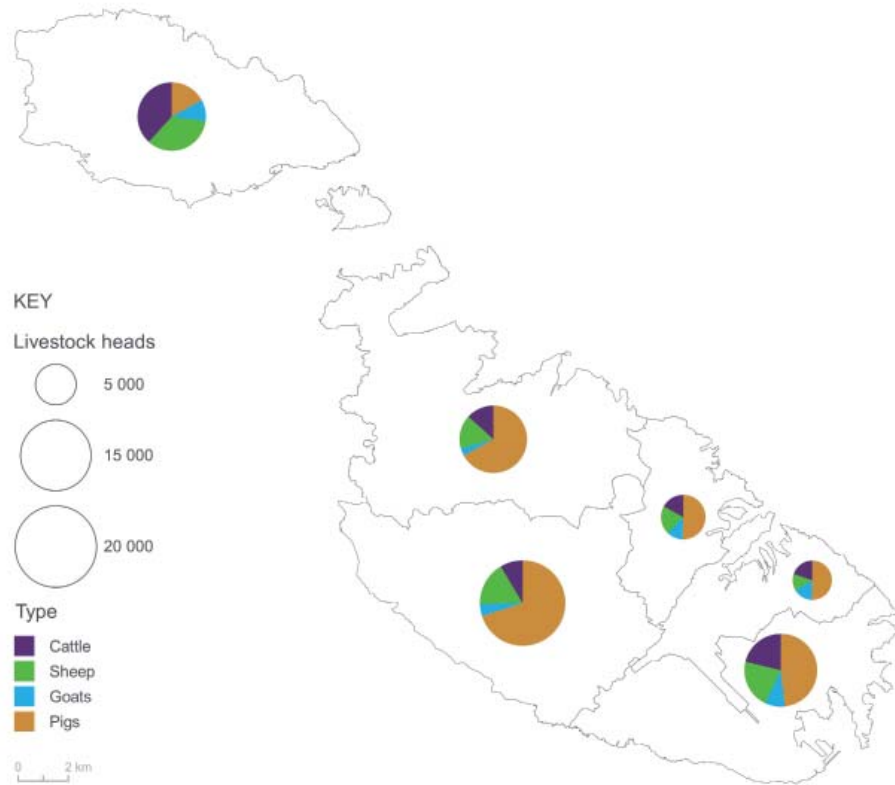 KEY
Livestock heads
5 000
15 000
20 000
Type
Cattle
Sheep
Goats
Pigs
0 2 km